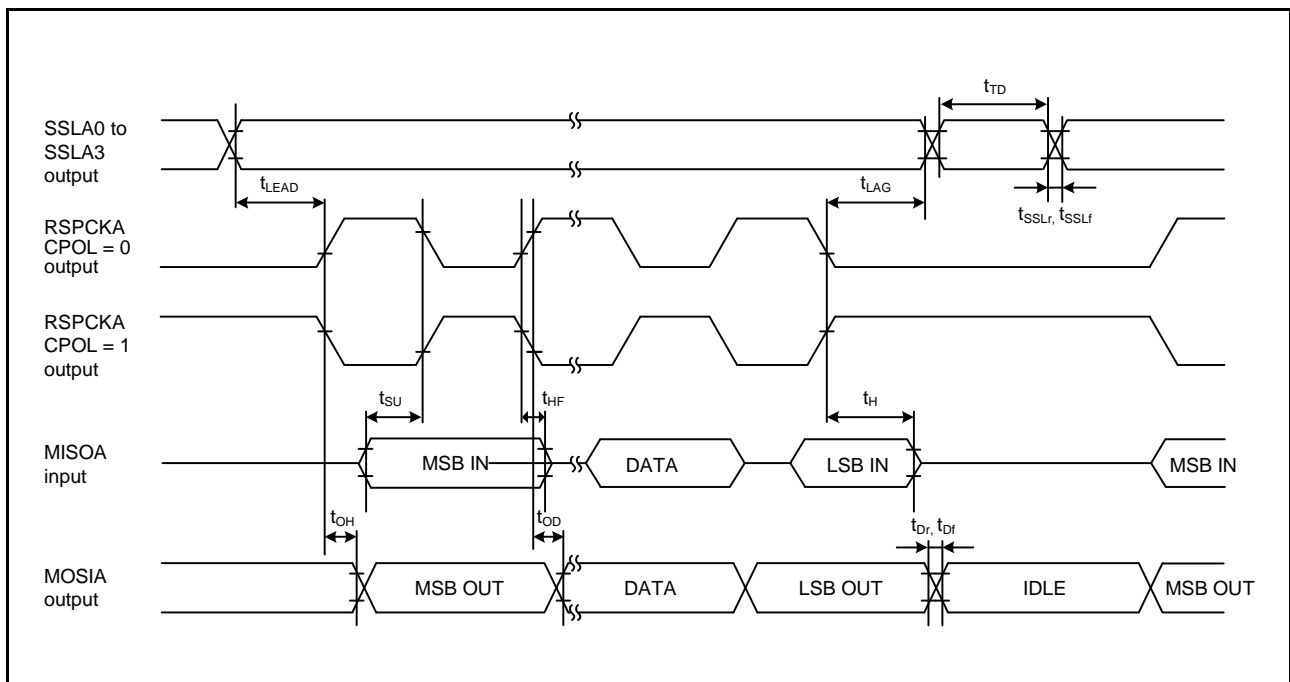 tTD
SSLA0 to
SSLA3
output
tLEAD
tLAG
tSSLr, tSSLf
RSPCKA
CPOL = 0
output
RSPCKA
CPOL = 1
output
tSU
tHF
tH
MISOA
input
MSB IN
DATA
LSB IN
MSB IN
tOH
tOD
tDr, tDf
MOSIA
output
MSB OUT
DATA
LSB OUT
IDLE
MSB OUT